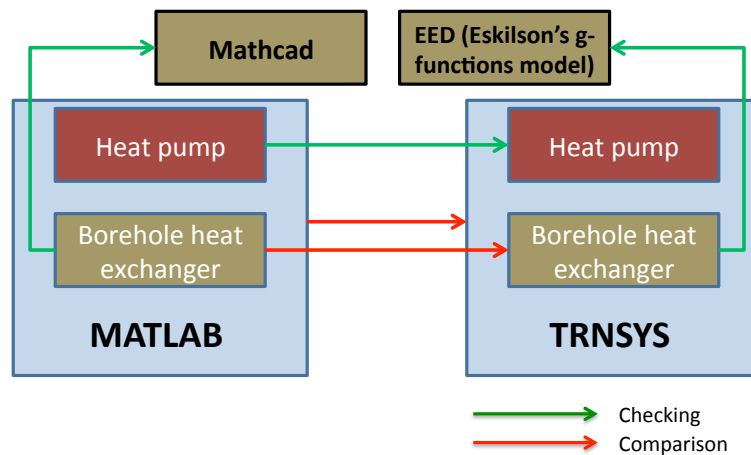 Mathcad
EED (Eskilson’s g-
functions model)
Heat pump
Heat pump
Borehole heat
exchanger
Borehole heat
exchanger
MATLAB
TRNSYS
Checking
Comparison